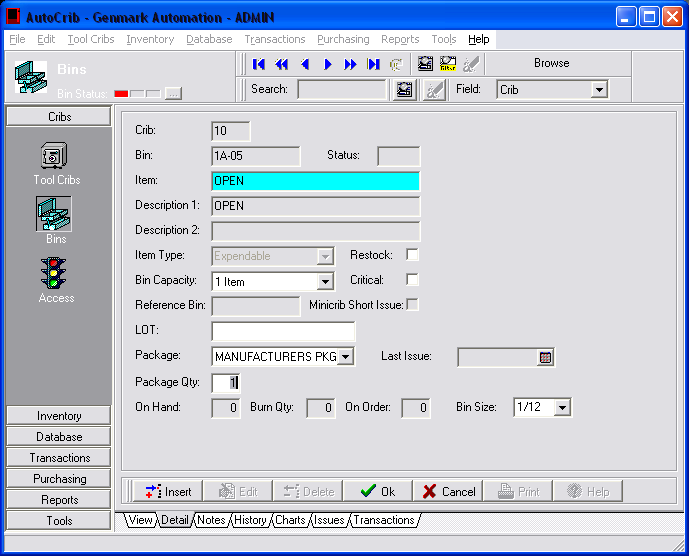 AutoCrib - Genmark Automation - ADMIN
File Edit Tool Cribs Inventory Database Transactions Purchasing Reports Tools Help
Bins
Browse
Bin Status: ...
Search: Field: Crib
Cribs
Tool Cribs
Bins
Access
Inventory
Database
Transactions
Purchasing
Reports
Tools
Crib: 10
Bin: 1A-05 Status:
Item: OPEN
Description 1: OPEN
Description 2:
Item Type: Expendable Restock:
Bin Capacity: 1 Item Critical:
Reference Bin: Minicrib Short Issue:
LOT:
Package: MANUFACTURERS PKG Last Issue:
Package Qty: 1
On Hand: 0 Burn Qty: 0 On Order: 0 Bin Size: 1/12
Insert Edit Delete Ok Cancel Print Help
View Detail Notes History Charts Issues Transactions